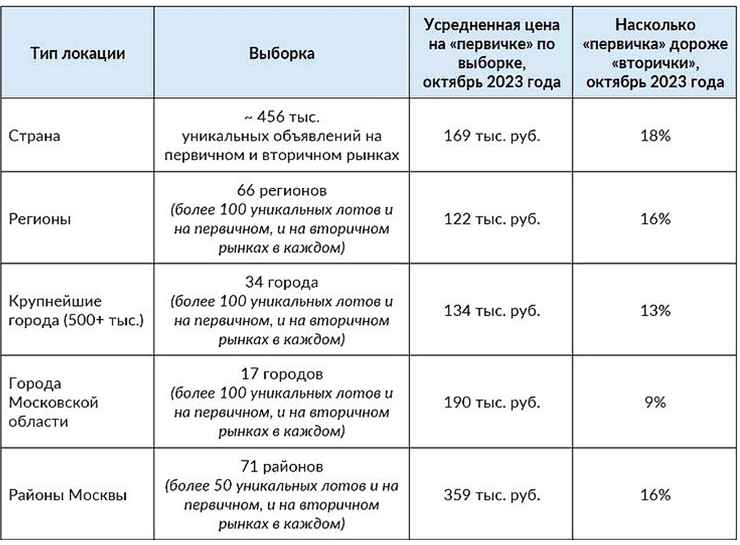 Тип локации
Выборка
Усредненная цена
на «первичке» по
выборке,
октябрь 2023 года
Насколько
«первичка» дороже
«вторички»,
октябрь 2023 года
Страна
~ 456 тыс.
уникальных объявлений на
первичном и вторичном рынках
169 тыс. руб.
18%
Регионы
66 регионов
(более 100 уникальных лотов и
на первичном, и на вторичном
рынках в каждом)
122 тыс. руб.
16%
Крупнейшие
города (500+ тыс.)
34 города
(более 100 уникальных лотов и
на первичном, и на вторичном
рынках в каждом)
134 тыс. руб.
13%
Города
Московской
области
17 городов
(более 100 уникальных лотов и
на первичном, и на вторичном
рынках в каждом)
190 тыс. руб.
9%
Районы Москвы
71 районов
(более 50 уникальных лотов и на
первичном, и на вторичном
рынках в каждом)
359 тыс. руб.
16%